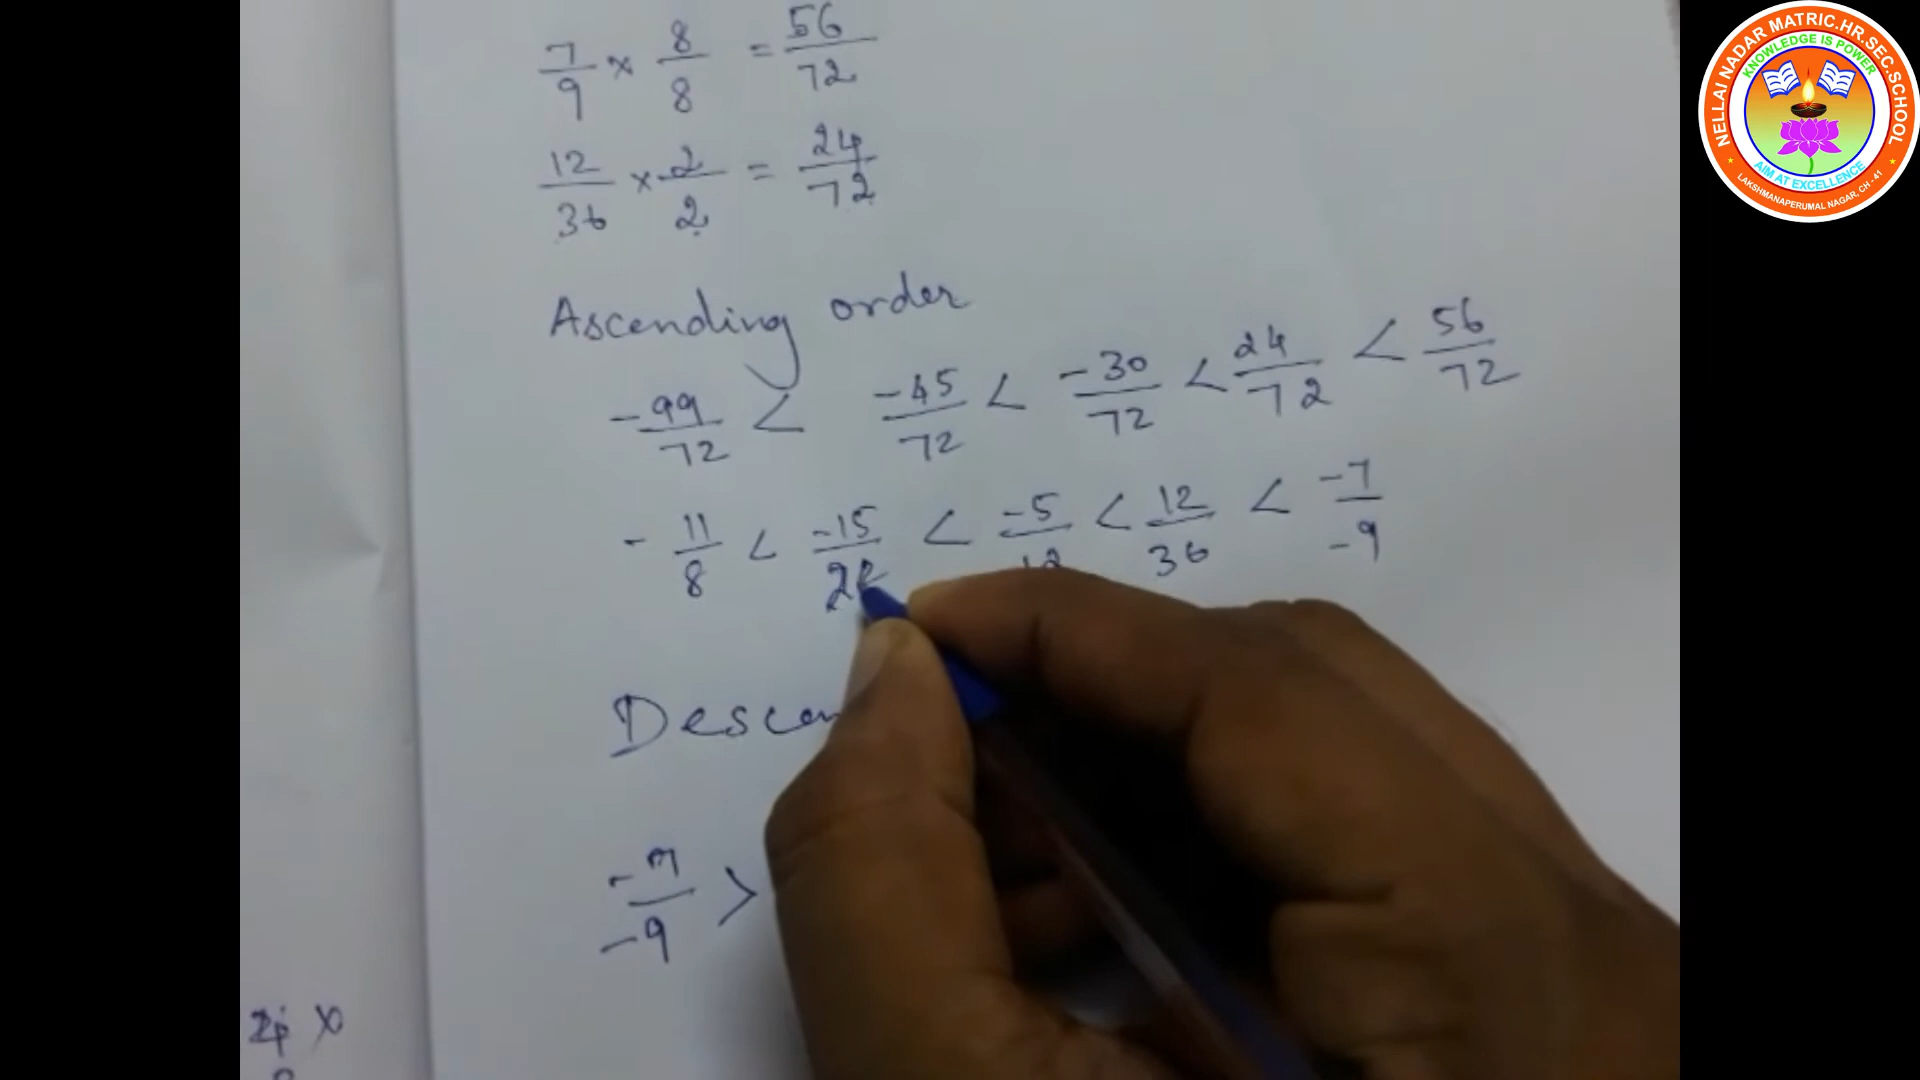 7/9 × 8/8 = 56/72
12/36 × 2/2 = 24/72
Ascending order
-99/72 < -45/72 < -30/72 < 24/72 < 56/72
- 11/8 < -15/24 < -5/12 < 12/36 < -7/-9
-7/-9 >
NELLAI NADAR MATRIC.HR.SEC.SCHOOL
KNOWLEDGE IS POWER
AIM AT EXCELLENCE
LAKSHMANAPERUMAL NAGAR, CH - 41